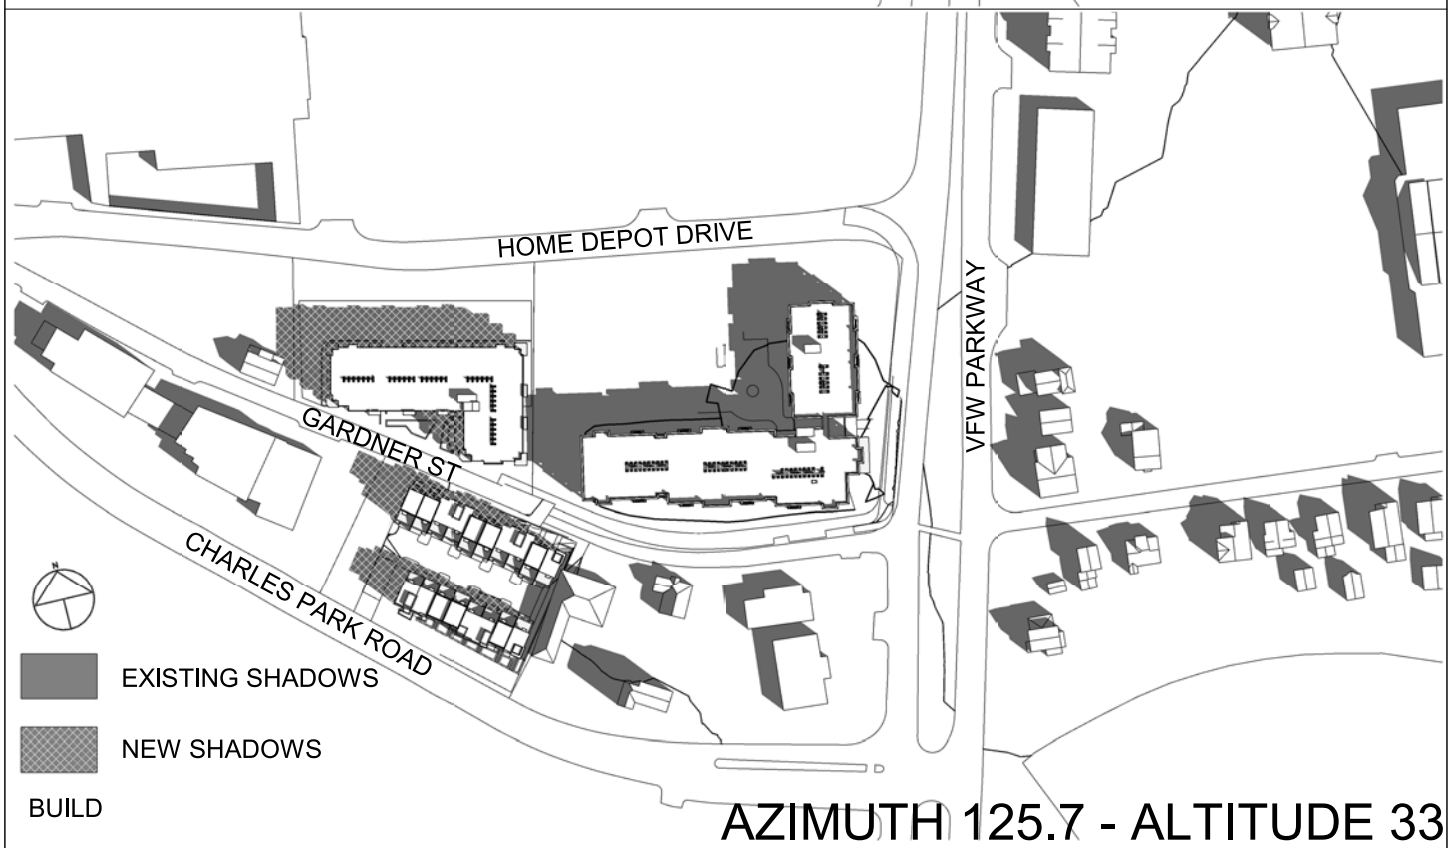 HOME DEPOT DRIVE
VFW PARKWAY
GARDNER ST
CHARLES PARK ROAD
N
EXISTING SHADOWS
NEW SHADOWS
BUILD
AZIMUTH 125.7 - ALTITUDE 33